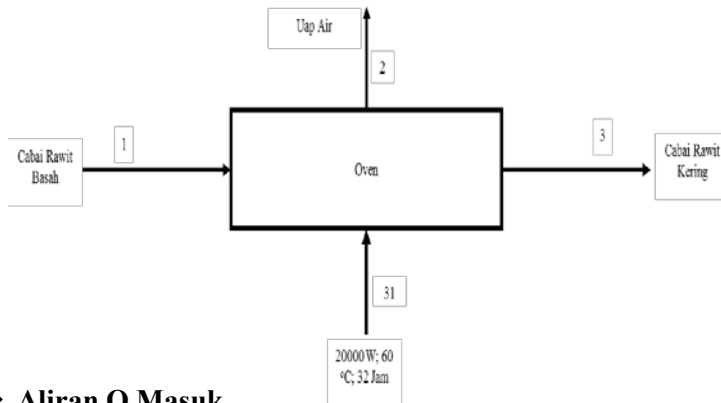 Uap Air
2
Cabai Rawit
Basah
1
Oven
3
Cabai Rawit
Kering
31
20000 W; 60
°C; 32 Jam
Aliran Q Masuk